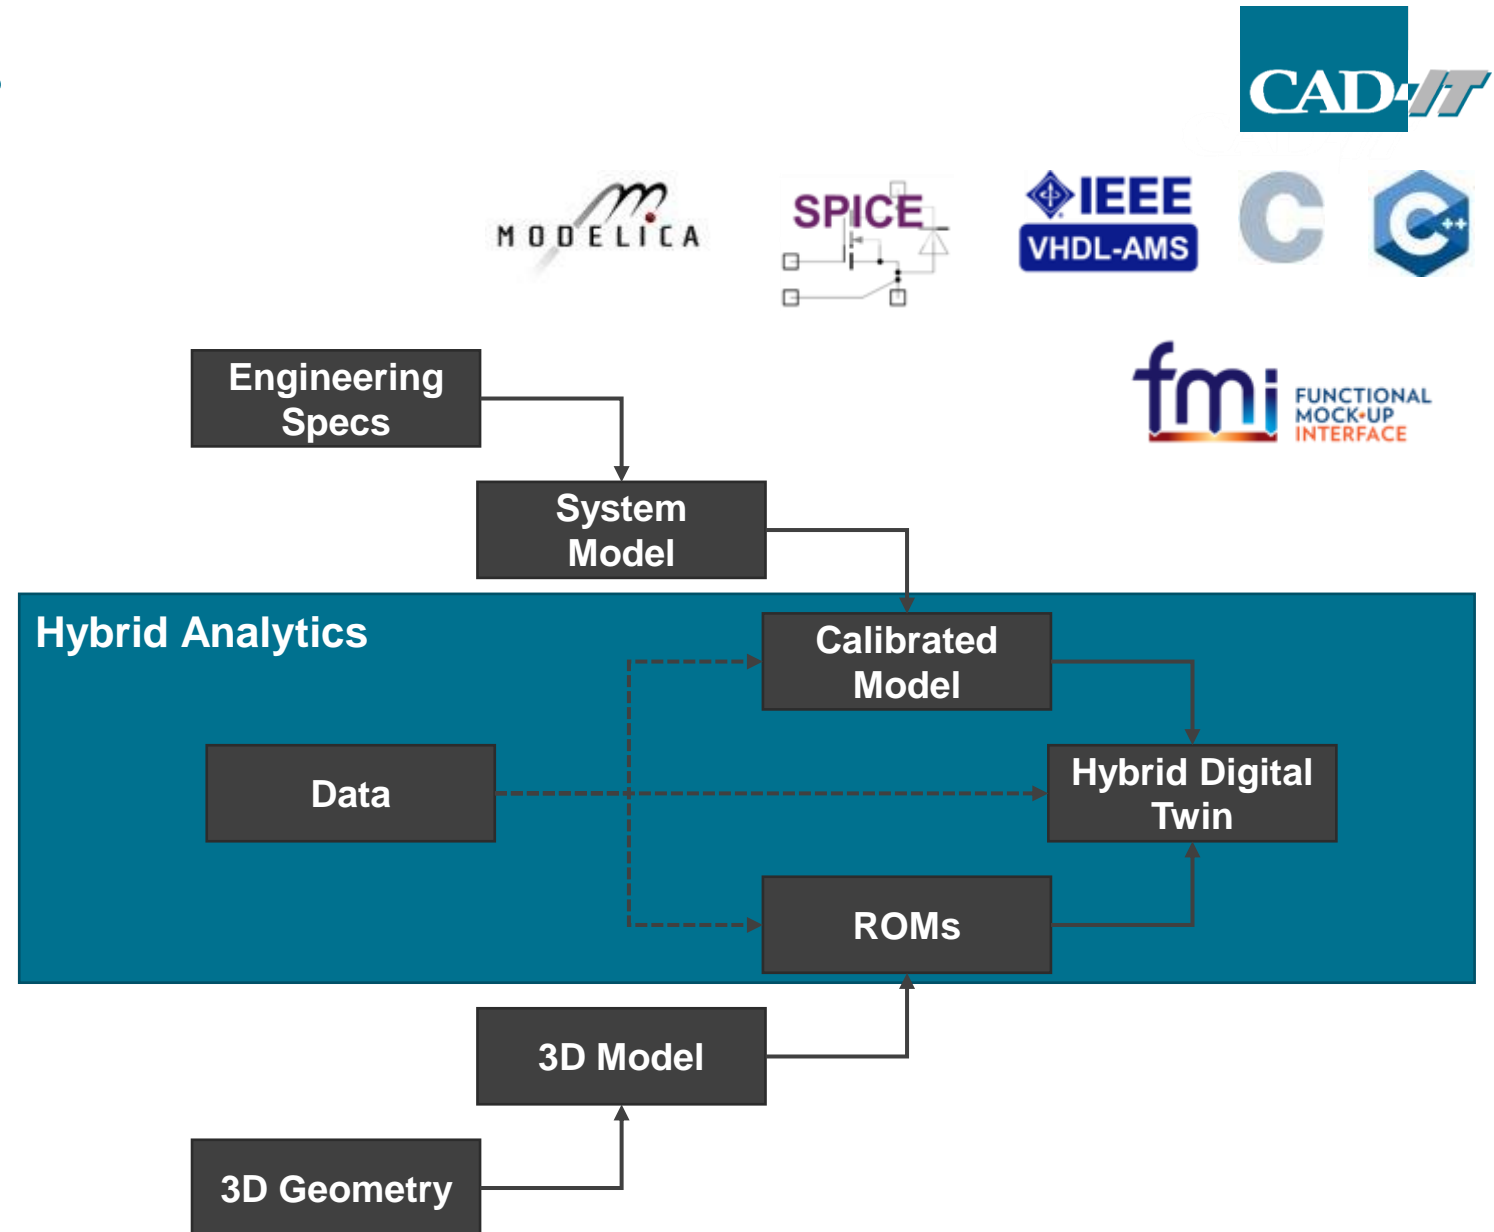 CAD-IT
MODELICA
SPICE
IEEE
VHDL-AMS
C
C++
fmi
FUNCTIONAL
MOCK-UP
INTERFACE
Engineering
Specs
System
Model
Hybrid Analytics
Calibrated
Model
Data
Hybrid Digital
Twin
ROMs
3D Model
3D Geometry